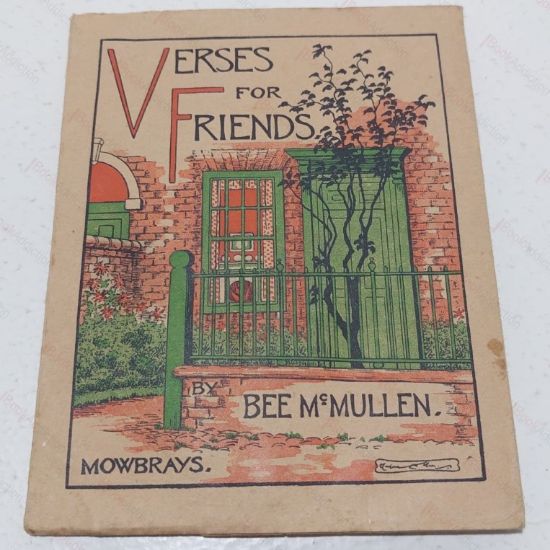 VERSES
FOR
FRIENDS.
BY
BEE McMULLEN.
MOWBRAYS.